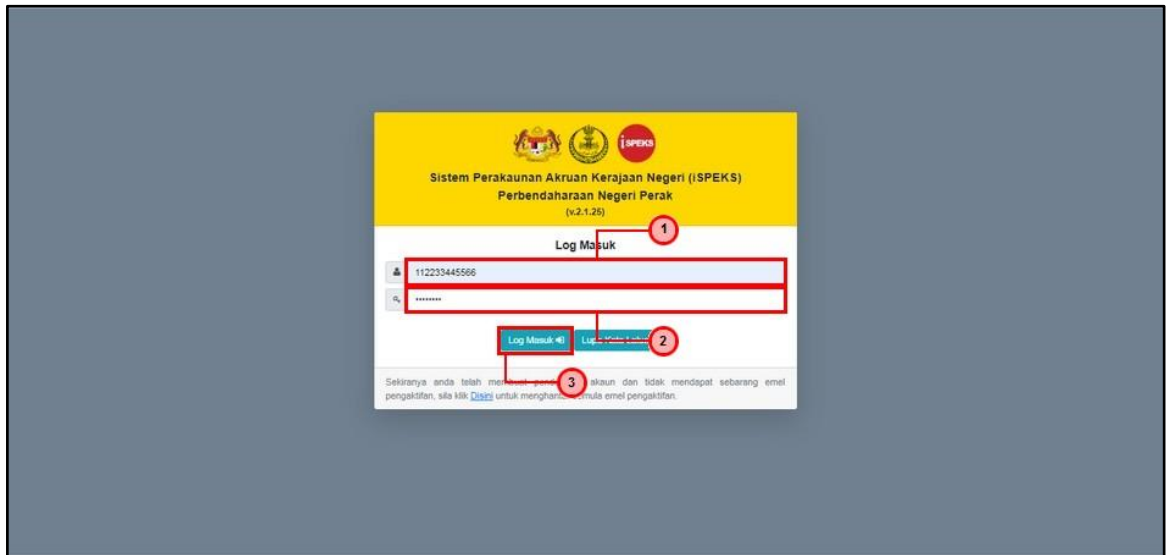 iSPEKS
Sistem Perakaunan Akruan Kerajaan Negeri (iSPEKS)
Perbendaharaan Negeri Perak
(v.2.1.25)
1
Log Masuk
112233445566
••••••••
Log Masuk
2
3
Sekiranya anda telah akaun dan tidak mendapat sebarang emel
pengaktifan, sila klik Disini untuk emel pengaktifan.